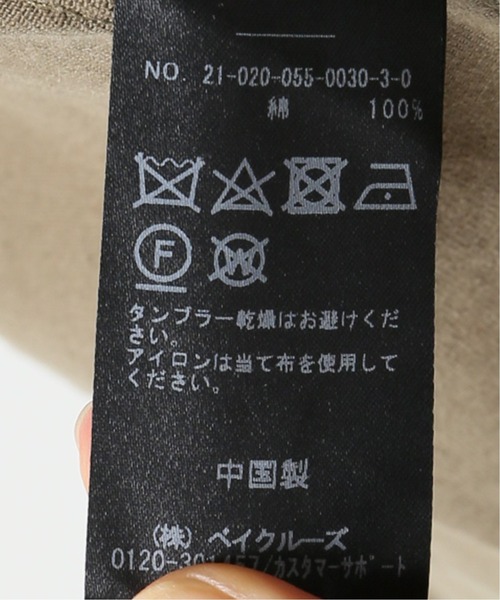 NO. 21-020-055-0030-3-0
綿 100%
F
W
タンブラー乾燥はお避けくだ
さい。
アイロンは当て布を使用して
ください。
中国製
(株) ベイクルーズ
/カスタマーサポート